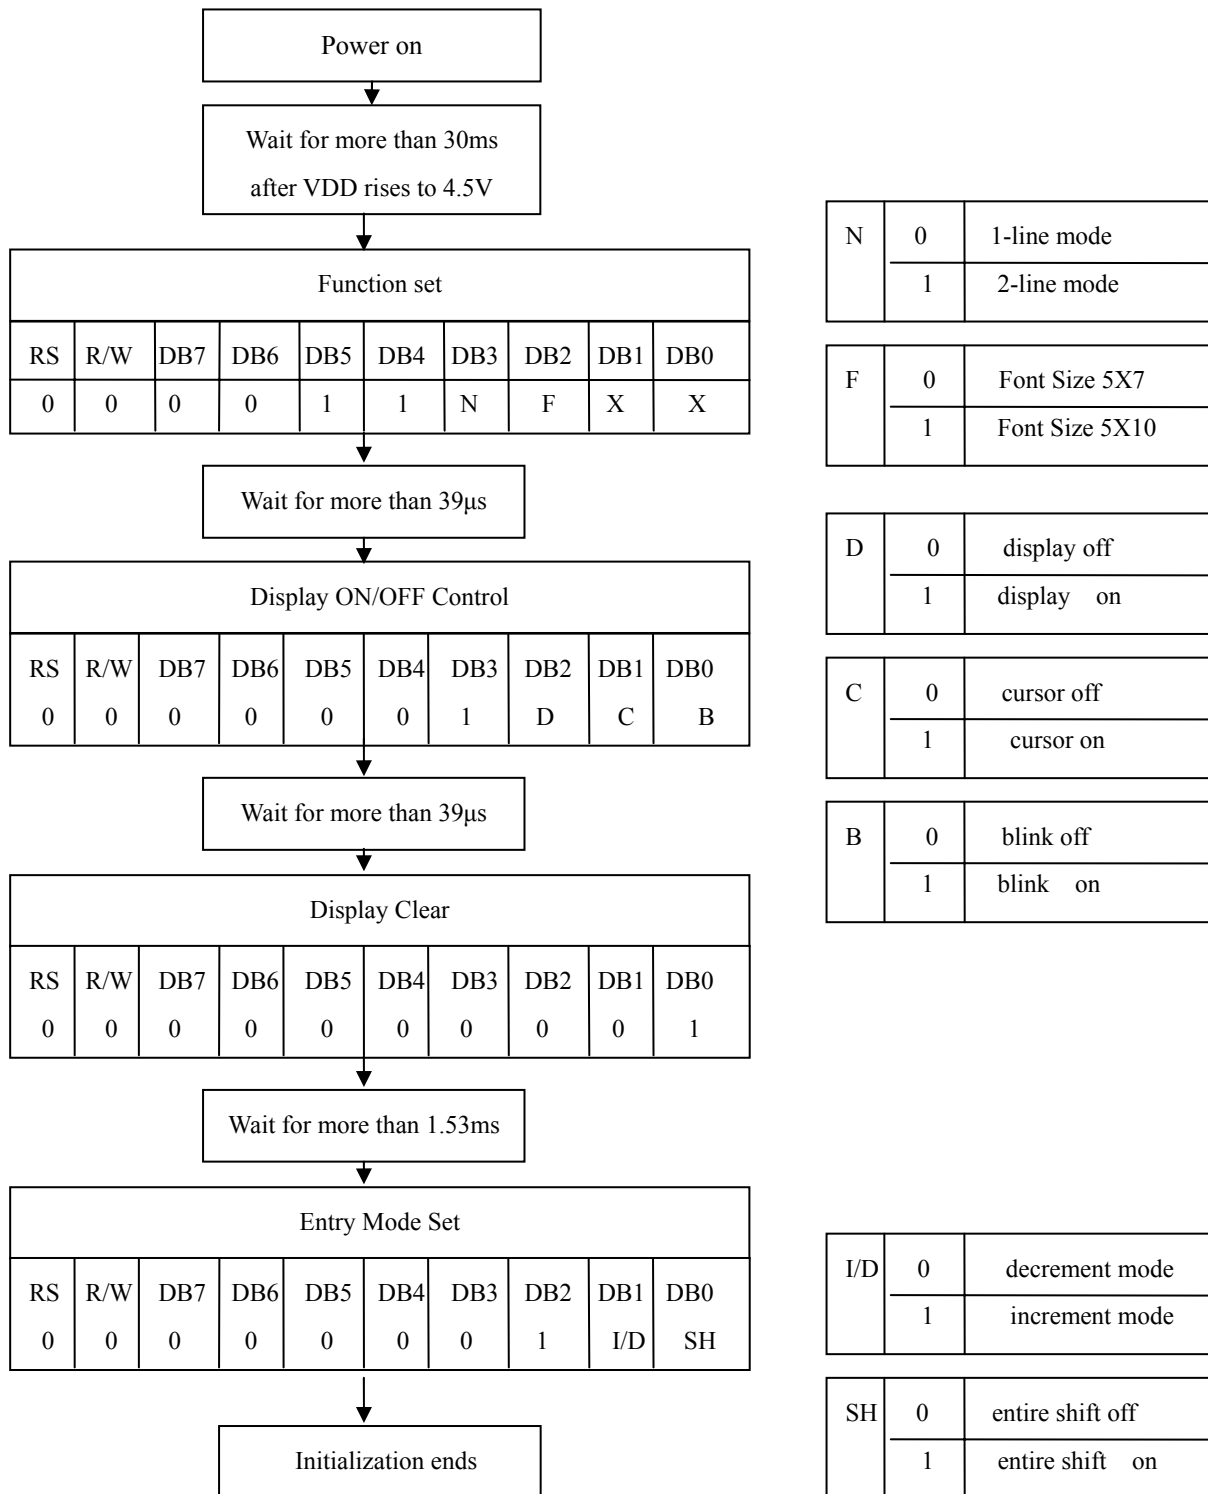 Power on
Wait for more than 30ms
after VDD rises to 4.5V
Function set
RS R/W DB7 DB6 DB5 DB4 DB3 DB2 DB1 DB0
0 0 0 0 1 1 N F X X
Wait for more than 39μs
Display ON/OFF Control
RS R/W DB7 DB6 DB5 DB4 DB3 DB2 DB1 DB0
0 0 0 0 0 0 1 D C B
Wait for more than 39μs
Display Clear
RS R/W DB7 DB6 DB5 DB4 DB3 DB2 DB1 DB0
0 0 0 0 0 0 0 0 0 1
Wait for more than 1.53ms
Entry Mode Set
RS R/W DB7 DB6 DB5 DB4 DB3 DB2 DB1 DB0
0 0 0 0 0 0 0 1 I/D SH
Initialization ends
N 0 1-line mode
1 2-line mode
F 0 Font Size 5X7
1 Font Size 5X10
D 0 display off
1 display on
C 0 cursor off
1 cursor on
B 0 blink off
1 blink on
I/D 0 decrement mode
1 increment mode
SH 0 entire shift off
1 entire shift on